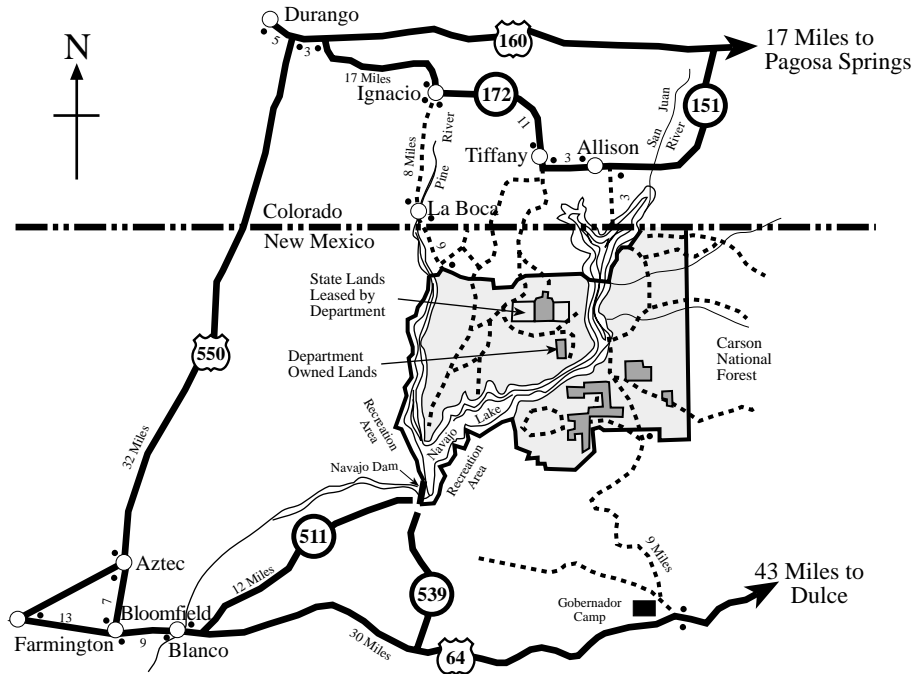 Durango
N
5
3
160
17 Miles to
Pagosa Springs
17 Miles
Ignacio
172
151
San Juan
River
River
Pine
11
8 Miles
Tiffany
3
Allison
3
La Boca
Colorado
New Mexico
6
State Lands
Leased by
Department
550
Department
Owned Lands
Carson
National
Forest
Recreation
Area
Navajo
Lake
32 Miles
Navajo Dam
Recreation
Area
511
Aztec
12 Miles
539
9 Miles
43 Miles to
Dulce
7
13
Bloomfield
Gobernador
Camp
Farmington
9
Blanco
30 Miles
64